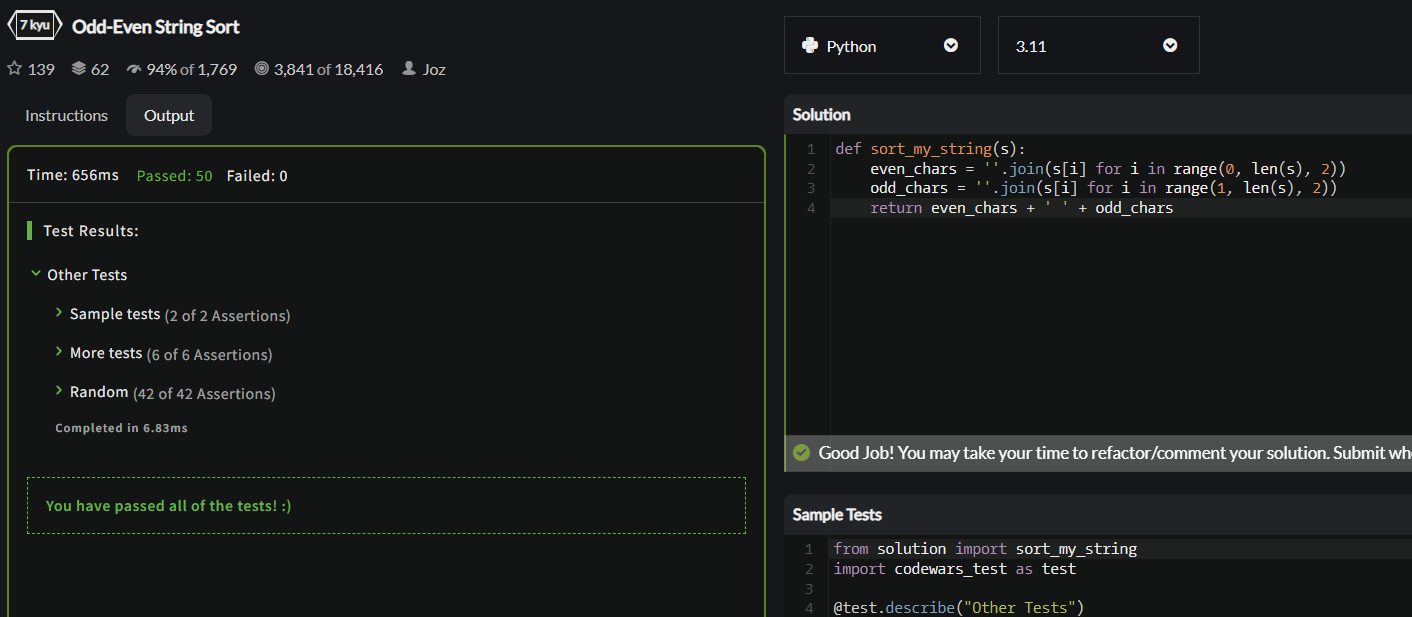 7 kyu Odd-Even String Sort
139 62 94% of 1,769 3,841 of 18,416 Joz
Instructions Output
Time: 656ms Passed: 50 Failed: 0
Test Results:
Other Tests
Sample tests (2 of 2 Assertions)
More tests (6 of 6 Assertions)
Random (42 of 42 Assertions)
Completed in 6.83ms
You have passed all of the tests! :)
Python 3.11
Solution
1 def sort_my_string(s):
2 even_chars = ''.join(s[i] for i in range(0, len(s), 2))
3 odd_chars = ''.join(s[i] for i in range(1, len(s), 2))
4 return even_chars + ' ' + odd_chars
Good Job! You may take your time to refactor/comment your solution. Submit
Sample Tests
1 from solution import sort_my_string
2 import codewars_test as test
3
4 @test.describe("Other Tests")